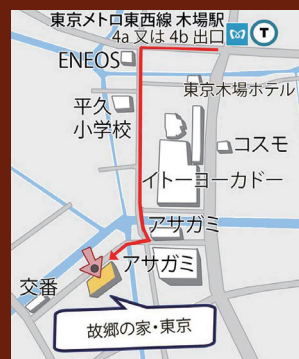 東京メトロ東西線 木場駅
4a 又は 4b 出口
T
ENEOS
東京木場ホテル
平久
小学校
コスモ
イトーヨーカドー
アサガミ
アサガミ
交番
故郷の家・東京